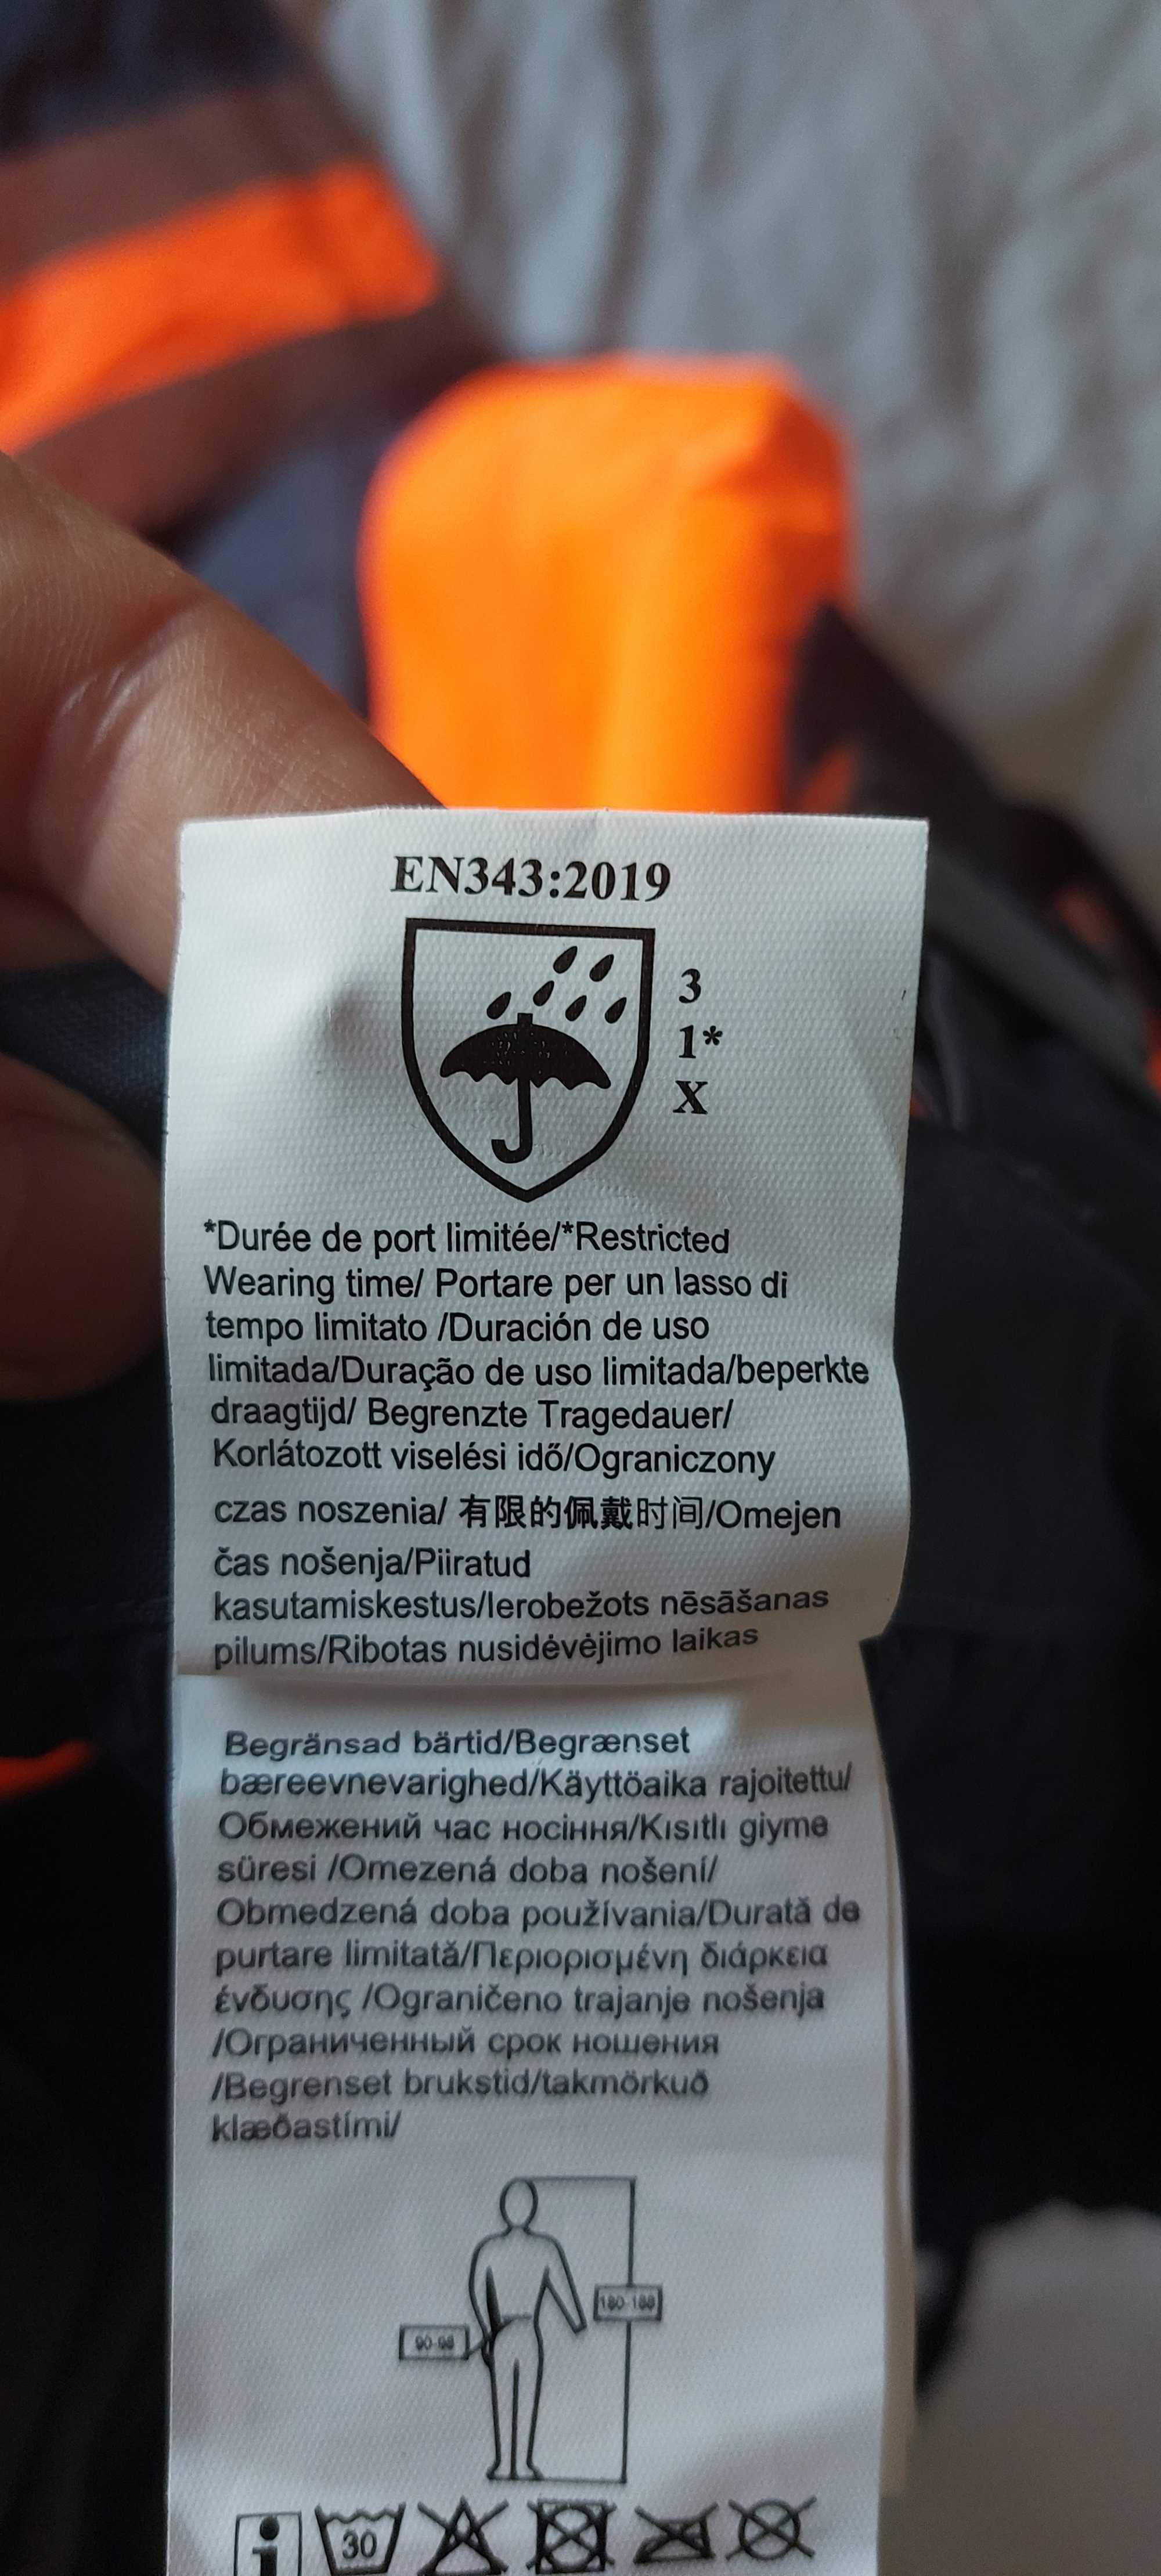 EN343:2019
3
1*
X
*Durée de port limitée/*Restricted
Wearing time/ Portare per un lasso di
tempo limitato /Duración de uso
limitada/Duração de uso limitada/beperkte
draagtijd/ Begrenzte Tragedauer/
Korlátozott viselési idő/Ograniczony
czas noszenia/ 有限的佩戴时间/Omejen
čas nošenja/Piiratud
kasutamiskestus/Ierobežots nēsāšanas
pilums/Ribotas nusidėvėjimo laikas
Begränsad bärtid/Begrænset
bæreevnevarighed/Käyttöaika rajoitettu/
Обмежений час носіння/Kısıtlı giyme
süresi /Omezená doba nošení/
Obmedzená doba používania/Durată de
purtare limitată/Περιορισμένη διάρκεια
ένδυσης /Ograničeno trajanje nošenja
/Ограниченный срок ношения
/Begrenset brukstid/takmörkuð
klæðastími/
180-188
90-98
i 30